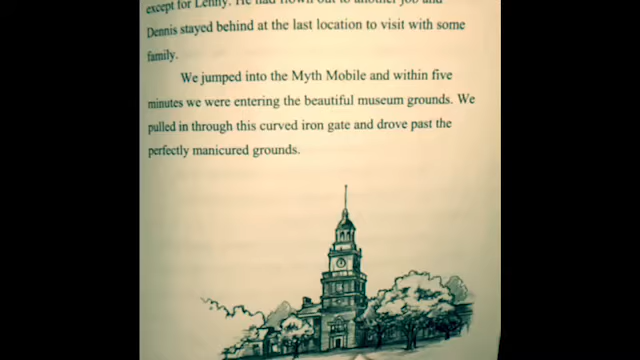 except for Lenny. He had flown out to another job and
Dennis stayed behind at the last location to visit with some
family.
We jumped into the Myth Mobile and within five
minutes we were entering the beautiful museum grounds. We
pulled in through this curved iron gate and drove past the
perfectly manicured grounds.